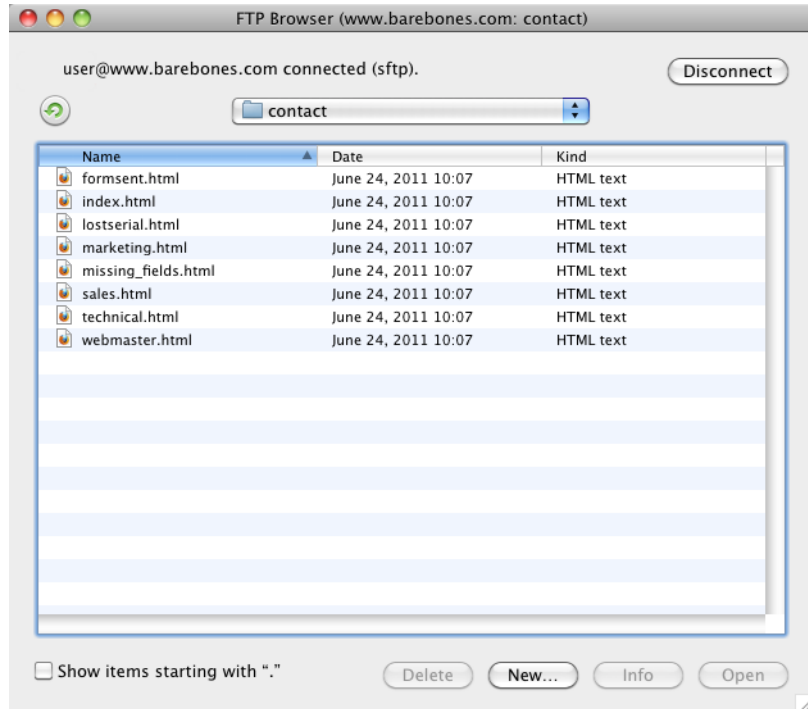 FTP Browser (www.barebones.com: contact)
user@www.barebones.com connected (sftp).
Disconnect
contact
Name Date Kind
formsent.html June 24, 2011 10:07 HTML text
index.html June 24, 2011 10:07 HTML text
lostserial.html June 24, 2011 10:07 HTML text
marketing.html June 24, 2011 10:07 HTML text
missing_fields.html June 24, 2011 10:07 HTML text
sales.html June 24, 2011 10:07 HTML text
technical.html June 24, 2011 10:07 HTML text
webmaster.html June 24, 2011 10:07 HTML text
Show items starting with “.” Delete New... Info Open